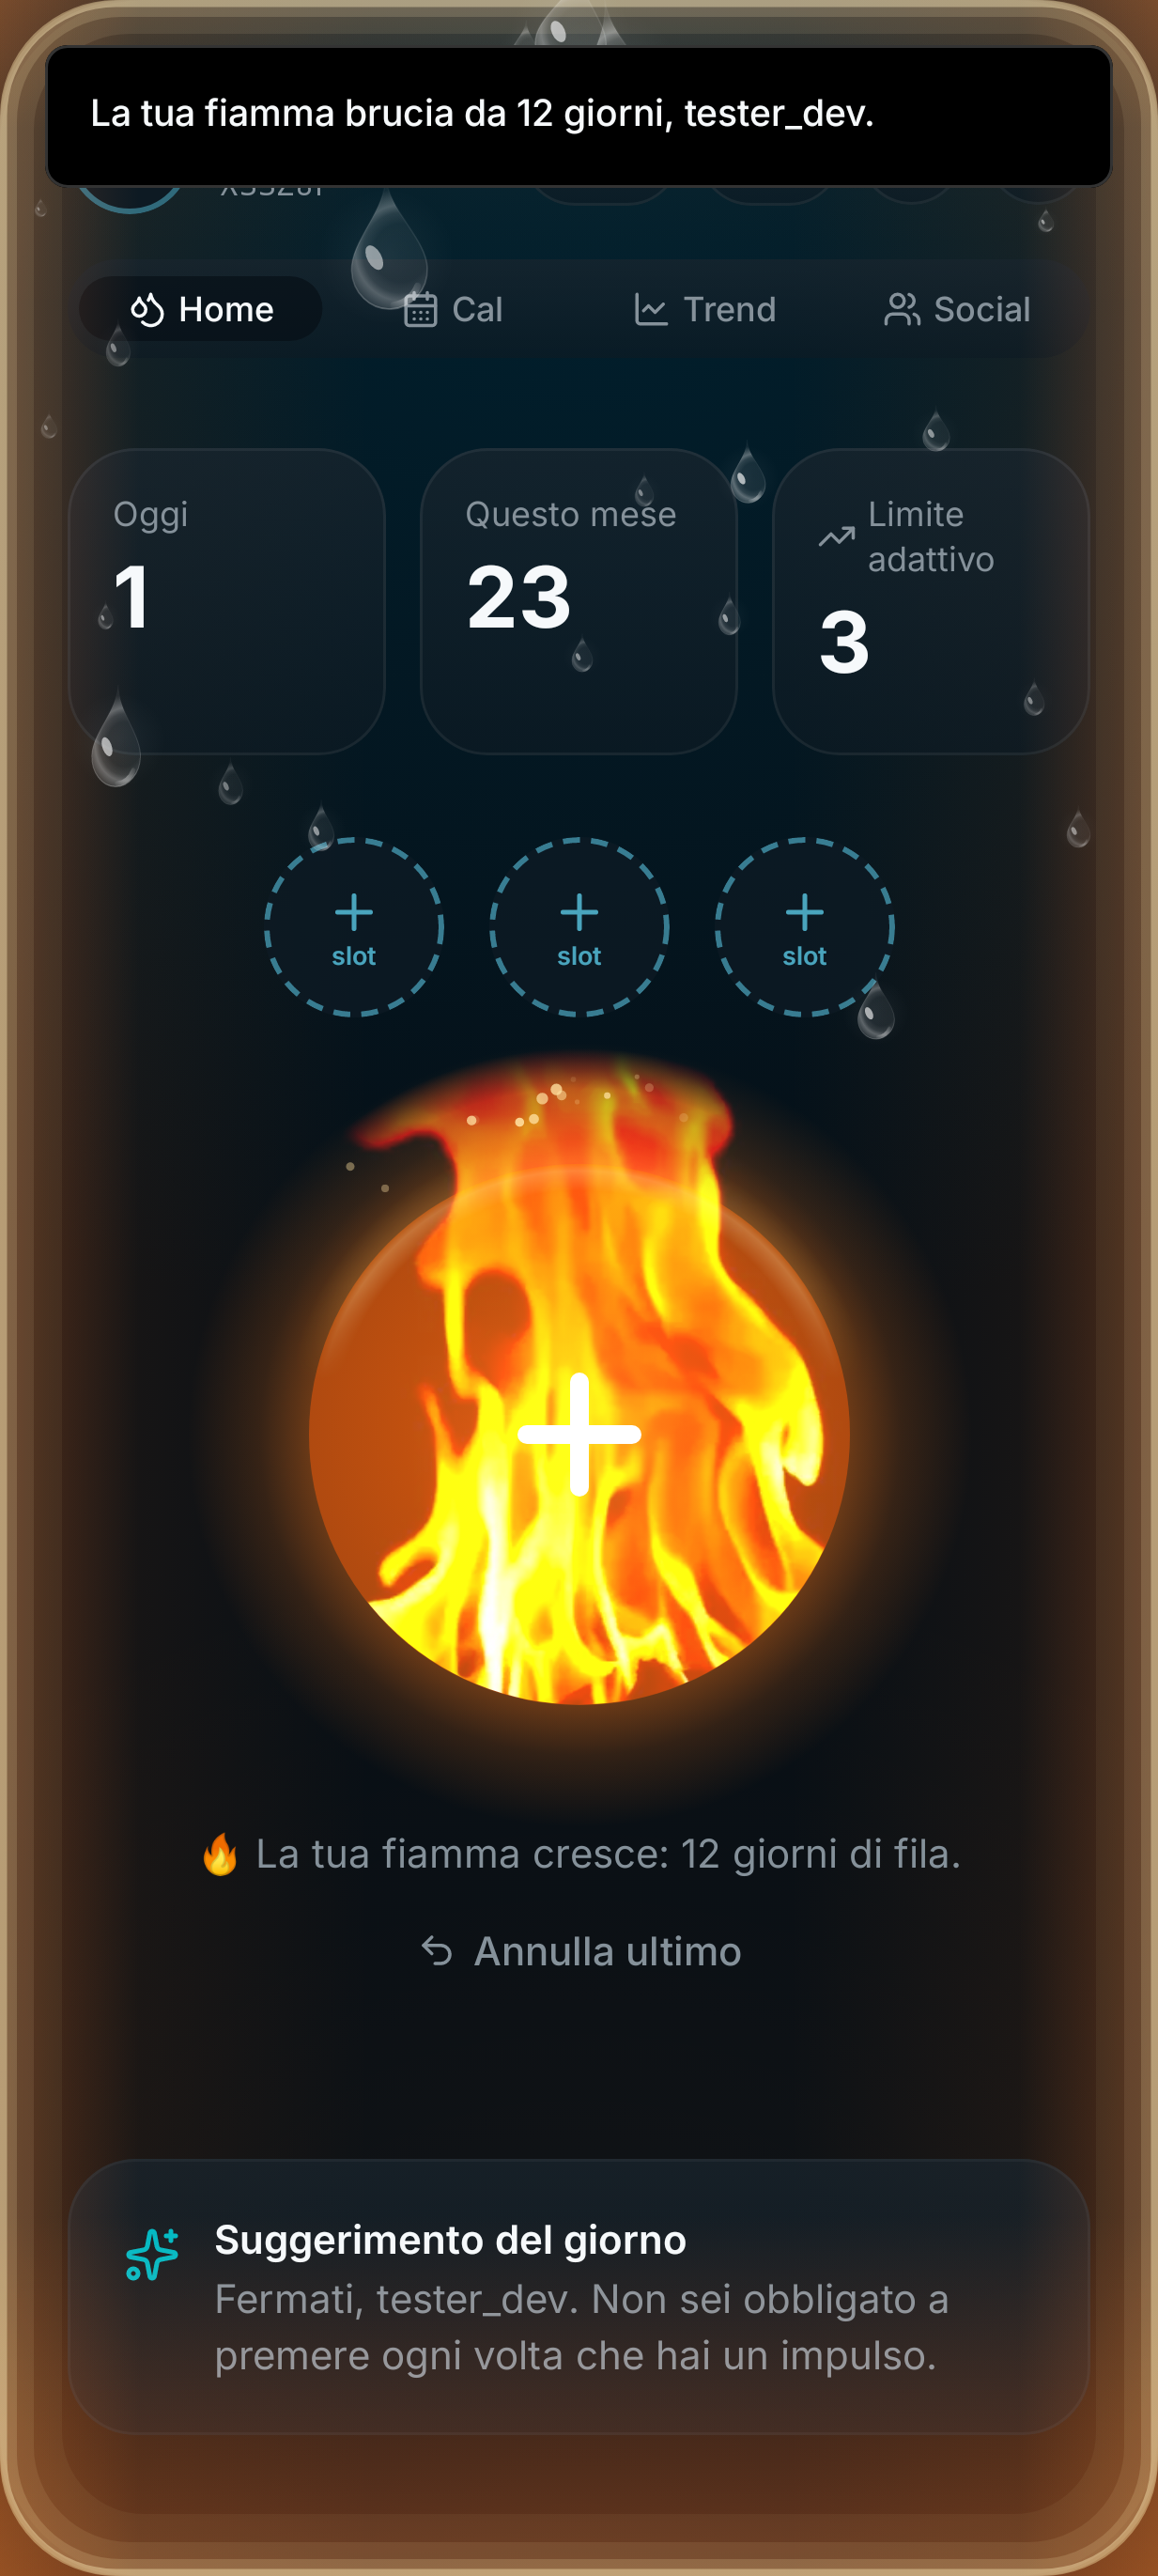 La tua fiamma brucia da 12 giorni, tester_dev.
Home
Cal
Trend
Social
Oggi
1
Questo mese
23
Limite
adattivo
3
slot
slot
slot
🔥 La tua fiamma cresce: 12 giorni di fila.
Annulla ultimo
Suggerimento del giorno
Fermati, tester_dev. Non sei obbligato a
premere ogni volta che hai un impulso.